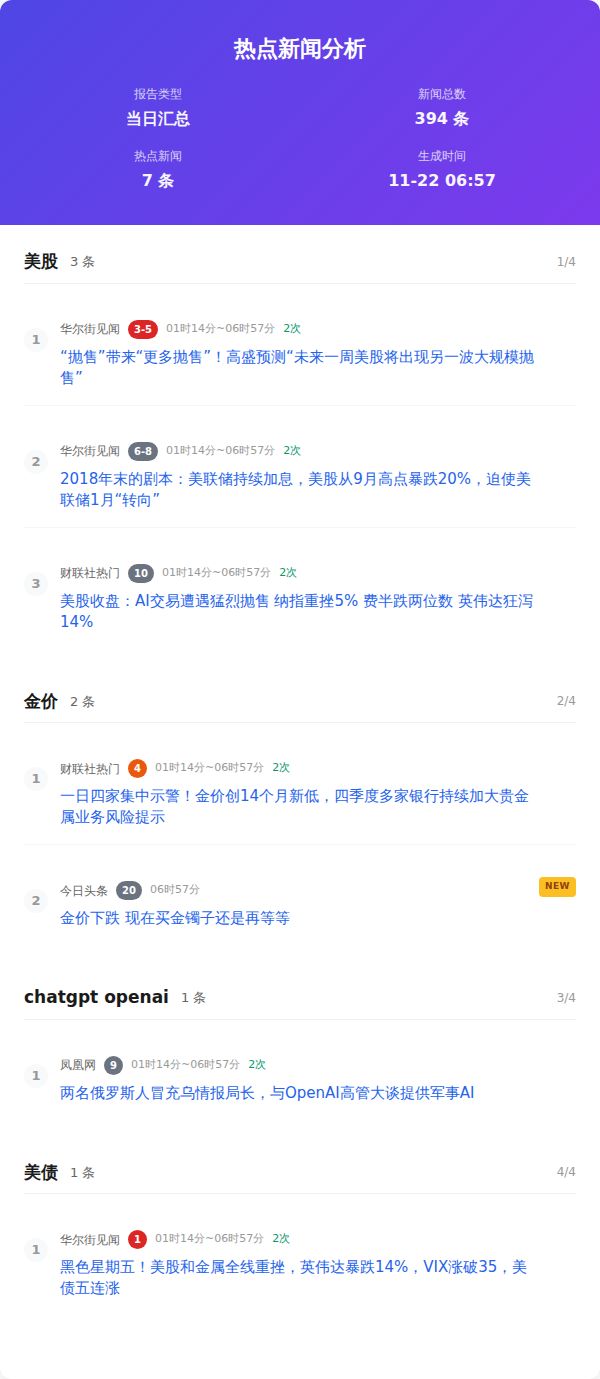 热点新闻分析
报告类型
新闻总数
当日汇总
394 条
热点新闻
生成时间
7 条
11-22 06:57
美股 3 条 1/4
1
华尔街见闻 3-5 01时14分~06时57分 2次
“抛售”带来“更多抛售”！高盛预测“未来一周美股将出现另一波大规模抛
售”
2
华尔街见闻 6-8 01时14分~06时57分 2次
2018年末的剧本：美联储持续加息，美股从9月高点暴跌20%，迫使美
联储1月“转向”
3
财联社热门 10 01时14分~06时57分 2次
美股收盘：AI交易遭遇猛烈抛售 纳指重挫5% 费半跌两位数 英伟达狂泻
14%
金价 2 条 2/4
1
财联社热门 4 01时14分~06时57分 2次
一日四家集中示警！金价创14个月新低，四季度多家银行持续加大贵金
属业务风险提示
2
今日头条 20 06时57分 NEW
金价下跌 现在买金镯子还是再等等
chatgpt openai 1 条 3/4
1
凤凰网 9 01时14分~06时57分 2次
两名俄罗斯人冒充乌情报局长，与OpenAI高管大谈提供军事AI
美债 1 条 4/4
1
华尔街见闻 1 01时14分~06时57分 2次
黑色星期五！美股和金属全线重挫，英伟达暴跌14%，VIX涨破35，美
债五连涨